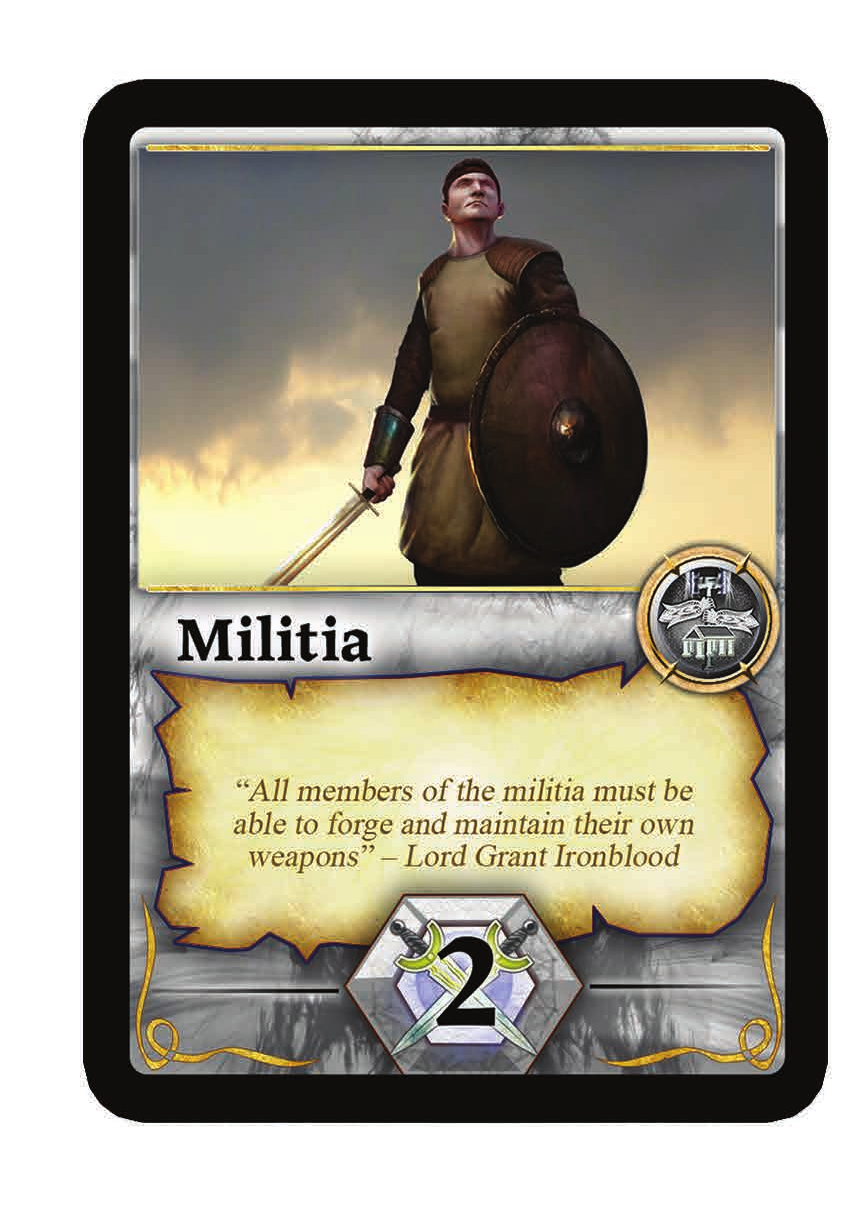 Militia
“All members of the militia must be
able to forge and maintain their own
weapons” – Lord Grant Ironblood
2